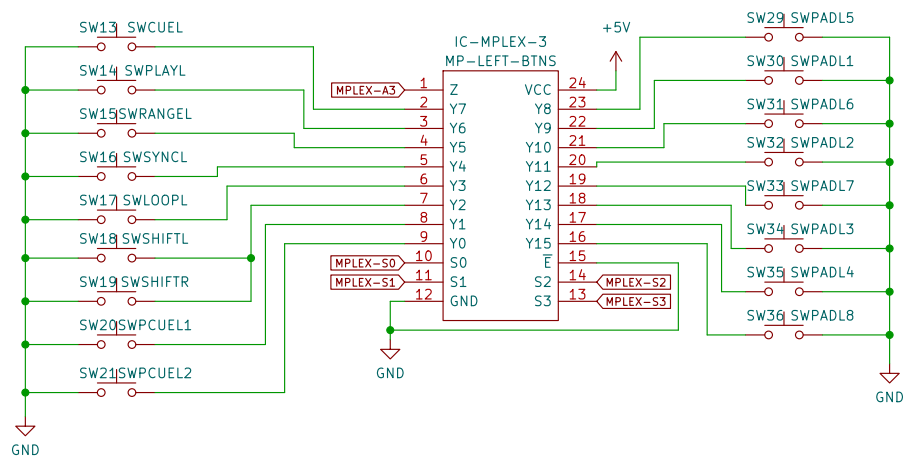 SW13 SWCUEL
SW14 SWPLAYL
SW15 SWRANGEL
SW16 SWSYNCL
SW17 SWLOOPL
SW18 SWSHIFTL
SW19 SWSHIFTR
SW20 SWPCUEL1
SW21 SWPCUEL2
GND
IC-MPLEX-3
MP-LEFT-BTNS
MPLEX-A3 1 Z
2 Y7
3 Y6
4 Y5
5 Y4
6 Y3
7 Y2
8 Y1
9 Y0
MPLEX-S0 10 S0
MPLEX-S1 11 S1
12 GND
GND
+5V
VCC 24
Y8 23
Y9 22
Y10 21
Y11 20
Y12 19
Y13 18
Y14 17
Y15 16
E 15
S2 14 MPLEX-S2
S3 13 MPLEX-S3
SW29 SWPADL5
SW30 SWPADL1
SW31 SWPADL6
SW32 SWPADL2
SW33 SWPADL7
SW34 SWPADL3
SW35 SWPADL4
SW36 SWPADL8
GND